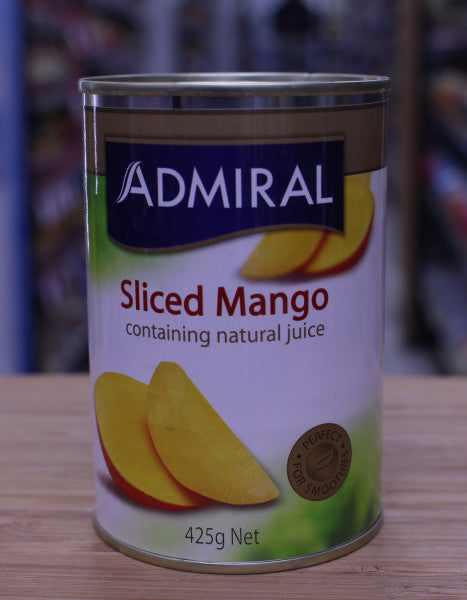 ADMIRAL
Sliced Mango
containing natural juice
PERFECT
FOR SMOOTHIES
425g Net